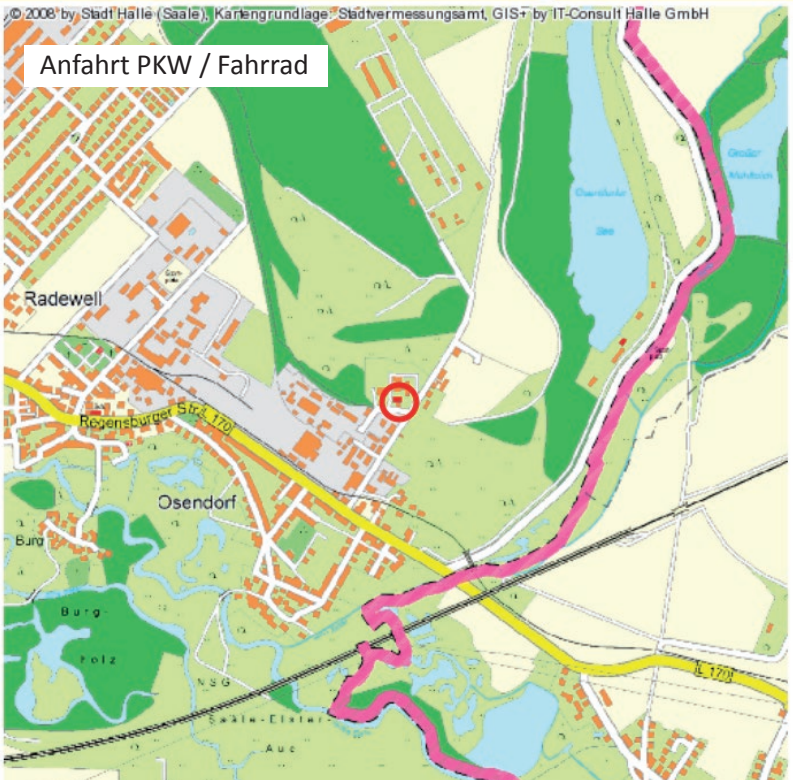 © 2008 by Stadt Halle (Saale), Kartengrundlage: Stadtvermessungsamt, GIS+ by IT-Consult Halle GmbH
Anfahrt PKW / Fahrrad
Radewell
Regensburger Str.
L 170
Osendorf
Burg
Burg-
holz
NSG
Saale-Elster-
Aue
L 170